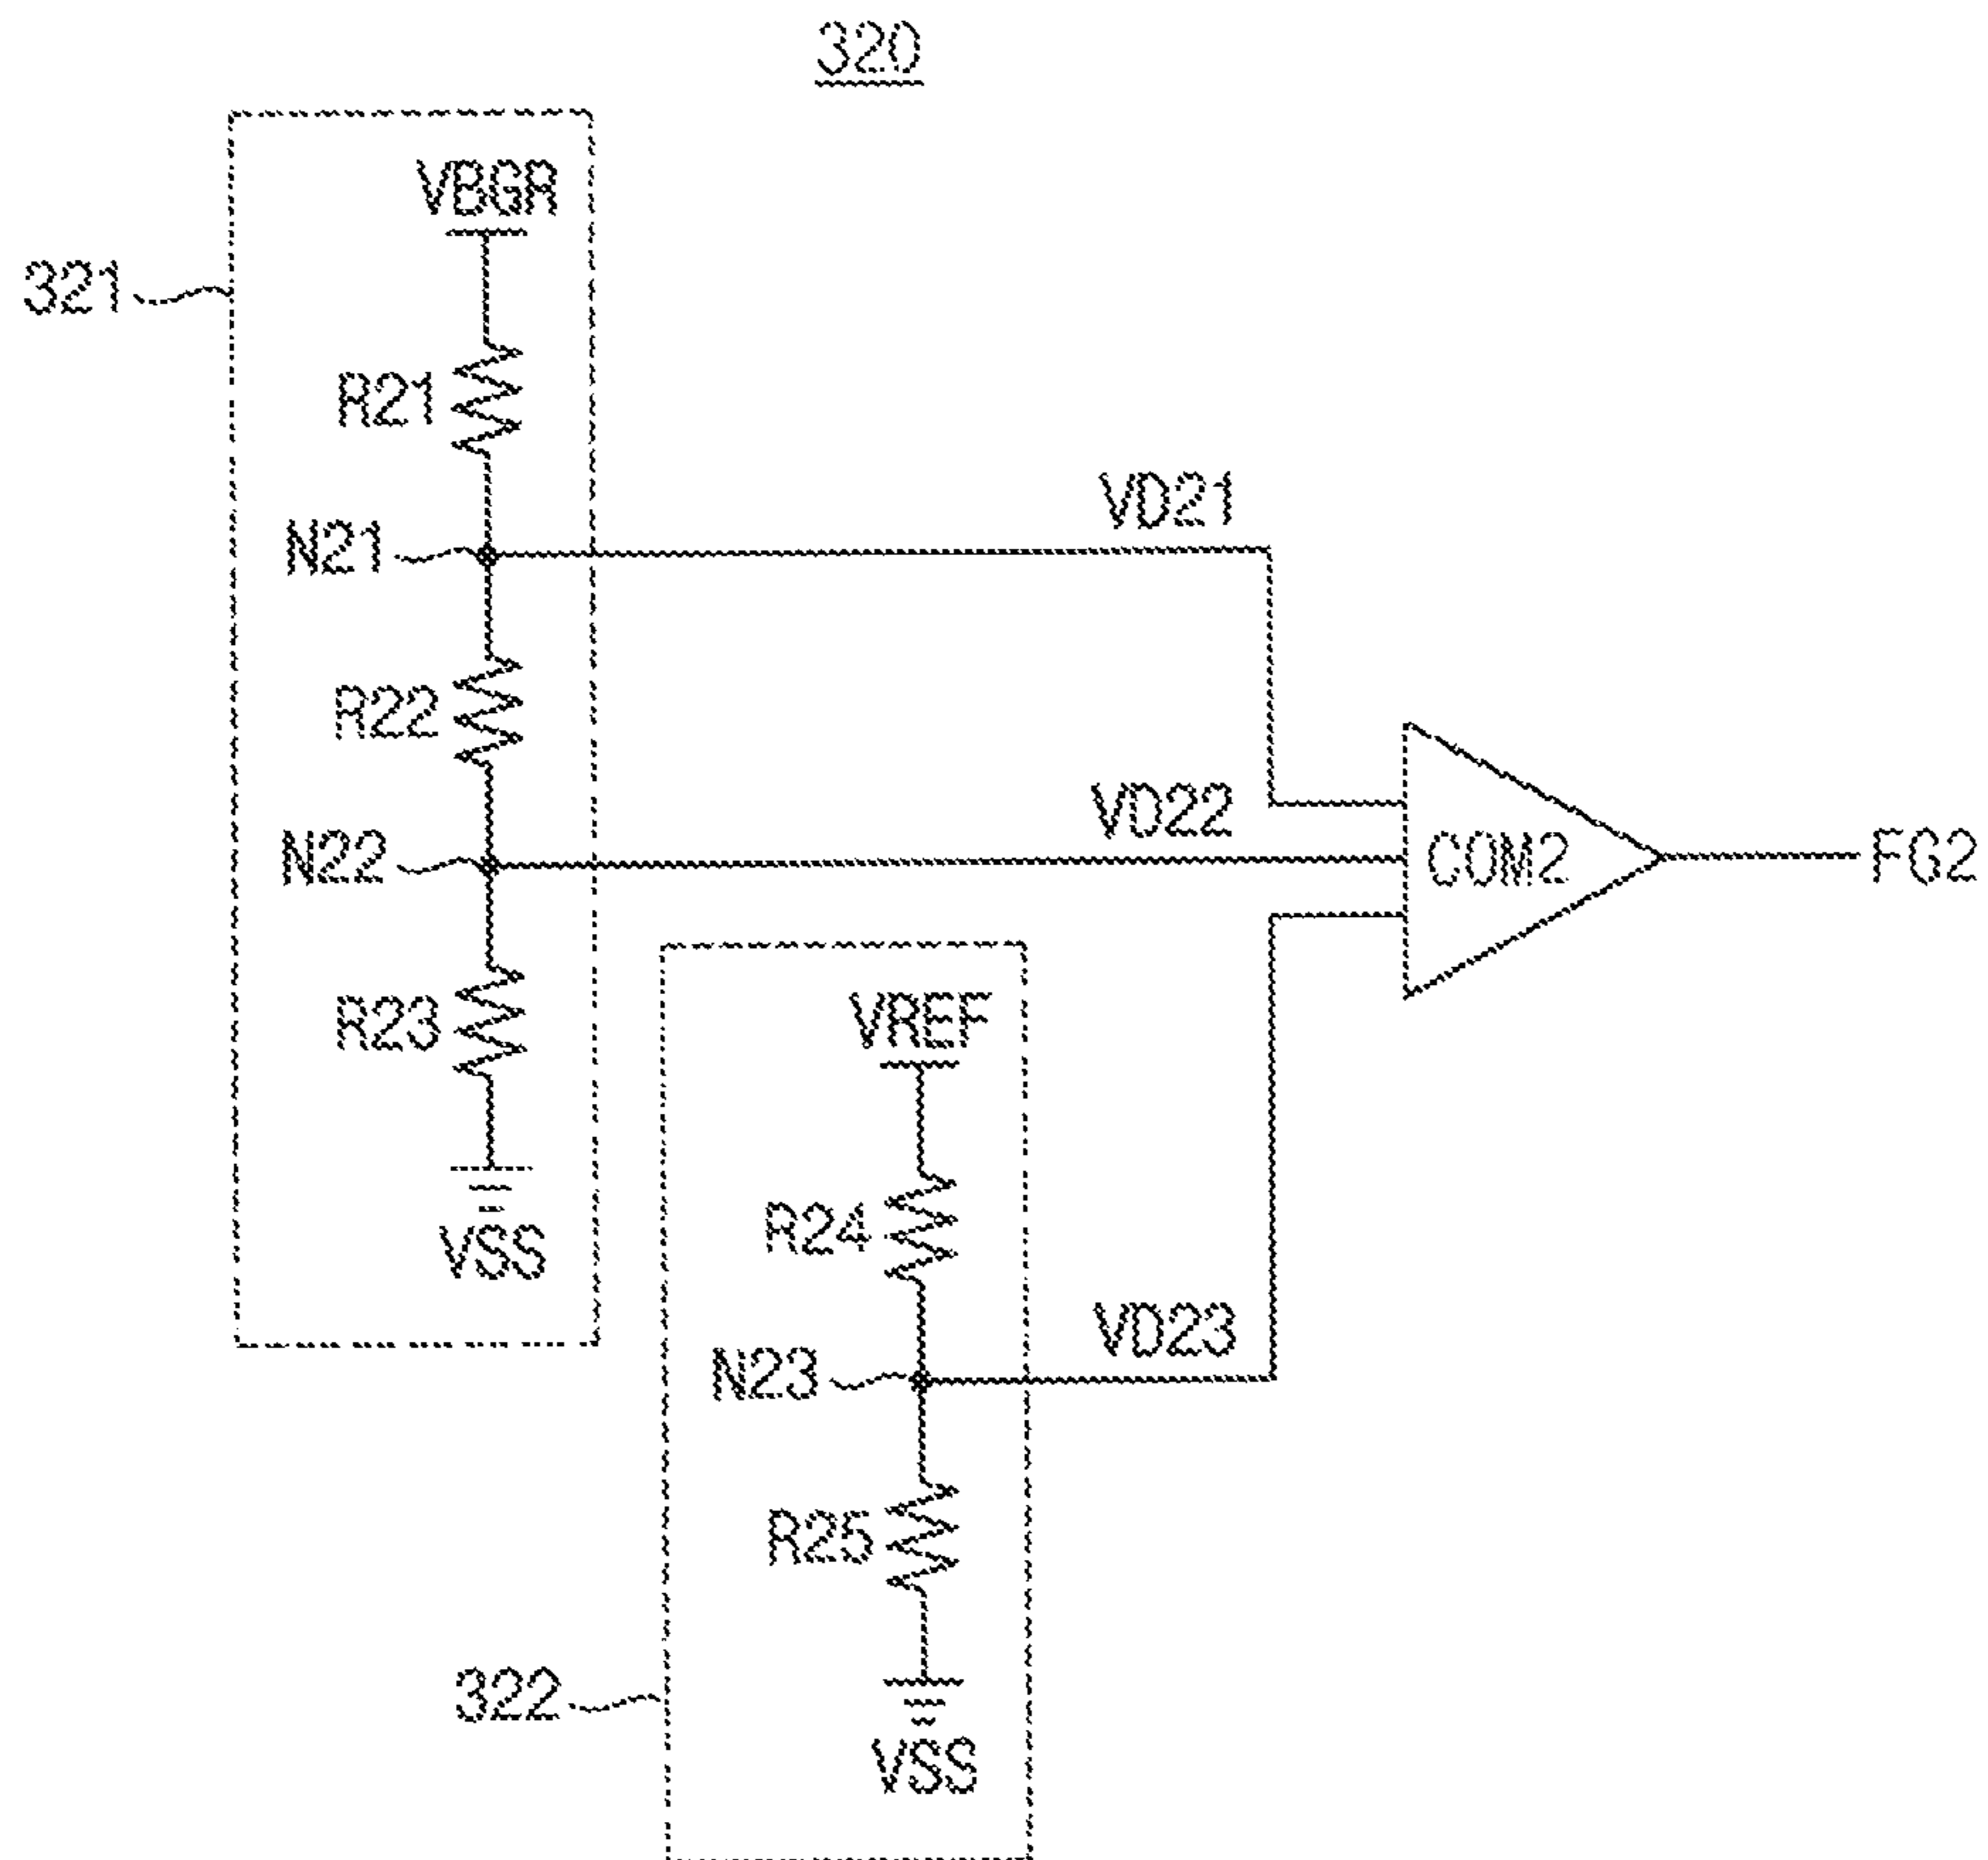 320
VBGR
321
R21
VD21
N21
R22
VD22
N22
COM2
FG2
R23
VREF
VSS
R24
VD23
N23
R25
322
VSS